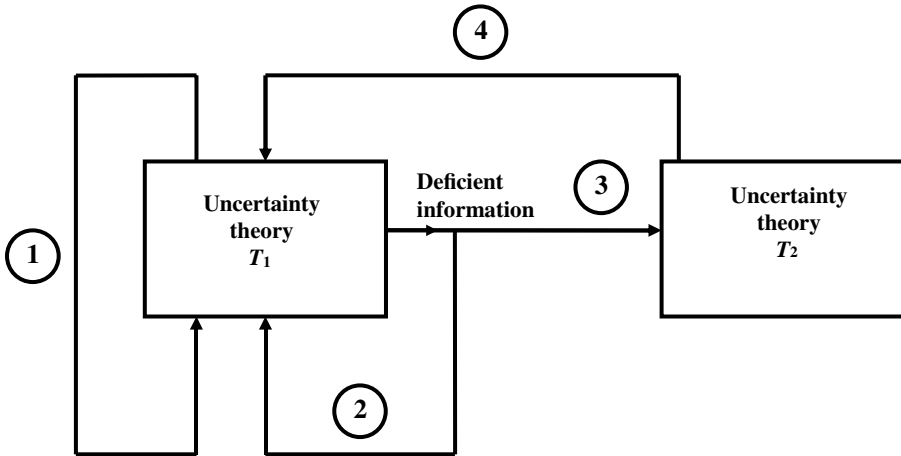 4
Deficient
information
3
Uncertainty
theory
T1
Uncertainty
theory
T2
1
2